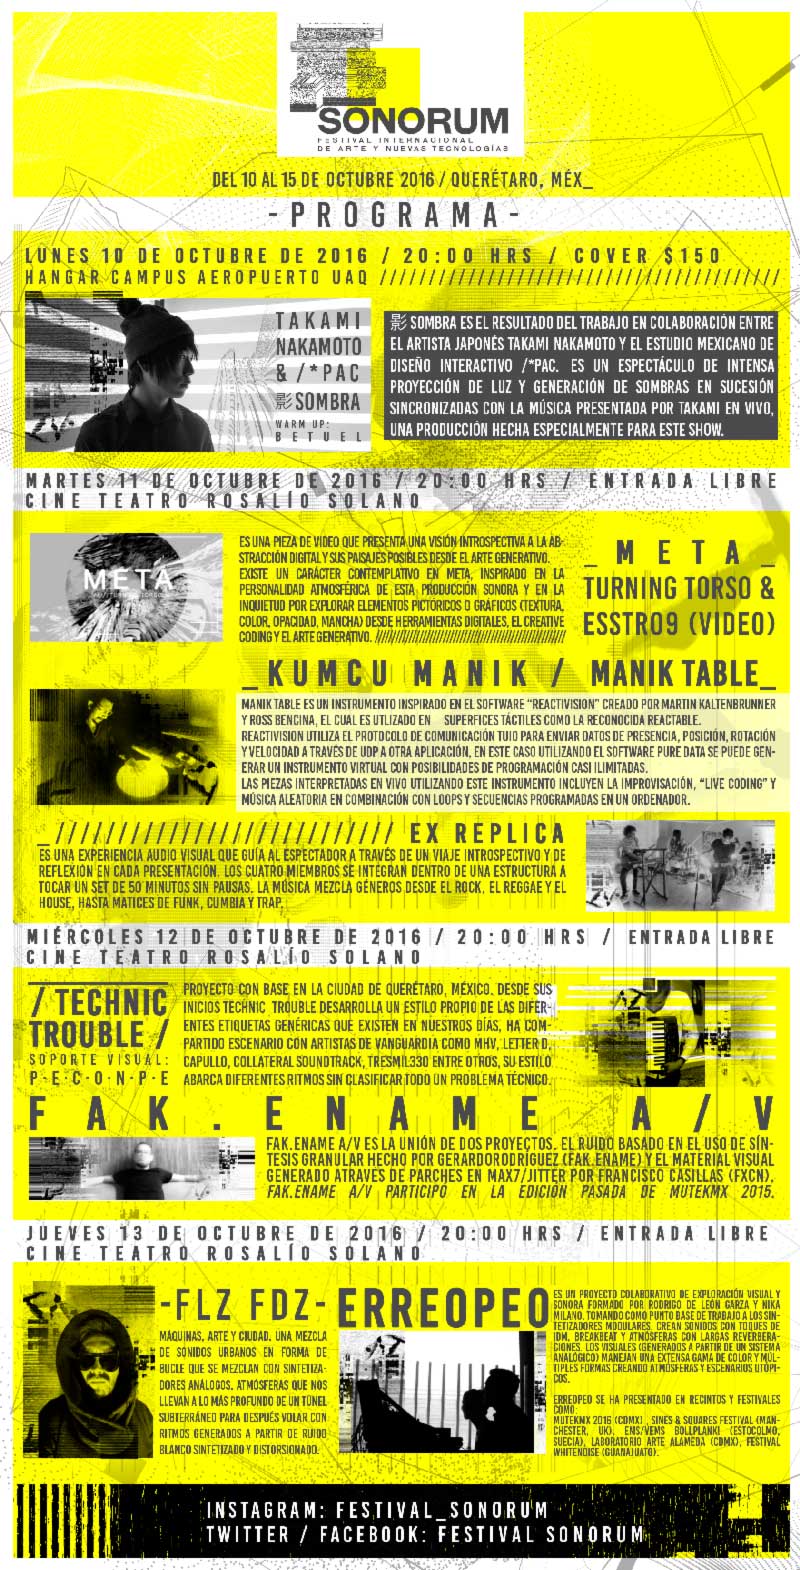 SONORUM
FESTIVAL INTERNACIONAL
DE ARTE Y NUEVAS TECNOLOGÍAS
DEL 10 AL 15 DE OCTUBRE 2016 / QUERÉTARO, MÉX_
-PROGRAMA-
LUNES 10 DE OCTUBRE DE 2016 / 20:00 HRS / COVER $150
HANGAR CAMPUS AEROPUERTO UAQ
TAKAMI
NAKAMOTO
& /*PAC
影 SOMBRA
WARM UP:
BETUEL
影 SOMBRA ES EL RESULTADO DEL TRABAJO EN COLABORACIÓN ENTRE
EL ARTISTA JAPONÉS TAKAMI NAKAMOTO Y EL ESTUDIO MEXICANO DE
DISEÑO INTERACTIVO /*PAC. ES UN ESPECTÁCULO DE INTENSA
PROYECCIÓN DE LUZ Y GENERACIÓN DE SOMBRAS EN SUCESIÓN
SINCRONIZADAS CON LA MÚSICA PRESENTADA POR TAKAMI EN VIVO,
UNA PRODUCCIÓN HECHA ESPECIALMENTE PARA ESTE SHOW.
MARTES 11 DE OCTUBRE DE 2016 / 20:00 HRS / ENTRADA LIBRE
CINE TEATRO ROSALÍO SOLANO
META
ES UNA PIEZA DE VIDEO QUE PRESENTA UNA VISIÓN INTROSPECTIVA A LA AB-
STRACCIÓN DIGITAL Y SUS PAISAJES POSIBLES DESDE EL ARTE GENERATIVO.
EXISTE UN CARÁCTER CONTEMPLATIVO EN META, INSPIRADO EN LA
PERSONALIDAD ATMOSFÉRICA DE ESTA PRODUCCIÓN SONORA Y EN LA
INQUIETUD POR EXPLORAR ELEMENTOS PICTÓRICOS O GRÁFICOS (TEXTURA,
COLOR, OPACIDAD, MANCHA) DESDE HERRAMIENTAS DIGITALES, EL CREATIVE
CODING Y EL ARTE GENERATIVO.
_META_
TURNING TORSO &
ESSTRO9 (VIDEO)
_KUMCU MANIK / MANIK TABLE_
MANIK TABLE ES UN INSTRUMENTO INSPIRADO EN EL SOFTWARE “REACTIVISION” CREADO POR MARTIN KALTENBRUNNER
Y ROSS BENCINA, EL CUAL ES UTLIZADO EN SUPERFICES TÁCTILES COMO LA RECONOCIDA REACTABLE.
REACTIVISION UTILIZA EL PROTOCOLO DE COMUNICACIÓN TUIO PARA ENVIAR DATOS DE PRESENCIA, POSICIÓN, ROTACIÓN
Y VELOCIDAD A TRAVÉS DE UDP A OTRA APLICACIÓN, EN ESTE CASO UTILIZANDO EL SOFTWARE PURE DATA SE PUEDE GEN-
ERAR UN INSTRUMENTO VIRTUAL CON POSIBILIDADES DE PROGRAMACIÓN CASI ILIMITADAS.
LAS PIEZAS INTERPRETADAS EN VIVO UTILIZANDO ESTE INSTRUMENTO INCLUYEN LA IMPROVISACIÓN, “LIVE CODING” Y
MÚSICA ALEATORIA EN COMBINACIÓN CON LOOPS Y SECUENCIAS PROGRAMADAS EN UN ORDENADOR.
EX REPLICA
ES UNA EXPERIENCIA AUDIO VISUAL QUE GUÍA AL ESPECTADOR A TRAVÉS DE UN VIAJE INTROSPECTIVO Y DE
REFLEXIÓN EN CADA PRESENTACIÓN. LOS CUATRO MIEMBROS SE INTEGRAN DENTRO DE UNA ESTRUCTURA A
TOCAR UN SET DE 50 MINUTOS SIN PAUSAS. LA MÚSICA MEZCLA GÉNEROS DESDE EL ROCK, EL REGGAE Y EL
HOUSE, HASTA MATICES DE FUNK, CUMBIA Y TRAP.
MIÉRCOLES 12 DE OCTUBRE DE 2016 / 20:00 HRS / ENTRADA LIBRE
CINE TEATRO ROSALÍO SOLANO
/ TECHNIC
TROUBLE /
SOPORTE VISUAL:
P-E-C-O-N-P-E
PROYECTO CON BASE EN LA CIUDAD DE QUERÉTARO, MÉXICO. DESDE SUS
INICIOS TECHNIC TROUBLE DESARROLLA UN ESTILO PROPIO DE LAS DIFER-
ENTES ETIQUETAS GENÉRICAS QUE EXISTEN EN NUESTROS DÍAS, HA COM-
PARTIDO ESCENARIO CON ARTISTAS DE VANGUARDIA COMO MHV, LETTER D,
CAPULLO, COLLATERAL SOUNDTRACK, TRESMIL330 ENTRE OTROS, SU ESTILO
ABARCA DIFERENTES RITMOS SIN CLASIFICAR TODO UN PROBLEMA TÉCNICO.
FAK.ENAME A/V
FAK.ENAME A/V ES LA UNIÓN DE DOS PROYECTOS. EL RUIDO BASADO EN EL USO DE SÍN-
TESIS GRANULAR HECHO POR GERARDORODRÍGUEZ (FAK.ENAME) Y EL MATERIAL VISUAL
GENERADO ATRAVÉS DE PARCHES EN MAX7/JITTER POR FRANCISCO CASILLAS (FXCN).
FAK.ENAME A/V PARTICIPO EN LA EDICIÓN PASADA DE MUTEKMX 2015.
JUEVES 13 DE OCTUBRE DE 2016 / 20:00 HRS / ENTRADA LIBRE
CINE TEATRO ROSALÍO SOLANO
-FLZ FDZ-
MÁQUINAS, ARTE Y CIUDAD. UNA MEZCLA
DE SONIDOS URBANOS EN FORMA DE
BUCLE QUE SE MEZCLAN CON SINTETIZA-
DORES ANÁLOGOS. ATMÓSFERAS QUE NOS
LLEVAN A LO MÁS PROFUNDO DE UN TÚNEL
SUBTERRÁNEO PARA DESPUÉS VOLAR CON
RITMOS GENERADOS A PARTIR DE RUIDO
BLANCO SINTETIZADO Y DISTORSIONADO.
ERREOPEO
ES UN PROYECTO COLABORATIVO DE EXPLORACIÓN VISUAL Y
SONORA FORMADO POR RODRIGO DE LEÓN GARZA Y NIKA
MILANO. TOMANDO COMO PUNTO BASE DE TRABAJO A LOS SIN-
TETIZADORES MODULARES, CREAN SONIDOS CON TOQUES DE
IDM, BREAKBEAT Y ATMÓSFERAS CON LARGAS REVERBERA-
CIONES. LOS VISUALES (GENERADOS A PARTIR DE UN SISTEMA
ANALÓGICO) MANEJAN UNA EXTENSA GAMA DE COLOR Y MÚL-
TIPLES FORMAS CREANDO ATMÓSFERAS Y ESCENARIOS UTÓPI-
COS.
ERREOPEO SE HA PRESENTADO EN RECINTOS Y FESTIVALES
COMO:
MUTEKMX 2016 (CDMX) , SINES & SQUARES FESTIVAL (MAN-
CHESTER, UK), EMS/VEMS BOLLPLANKI (ESTOCOLMO,
SUECIA), LABORATORIO ARTE ALAMEDA (CDMX), FESTIVAL
WHITENOISE (GUANAJUATO).
INSTAGRAM: FESTIVAL_SONORUM
TWITTER / FACEBOOK: FESTIVAL SONORUM